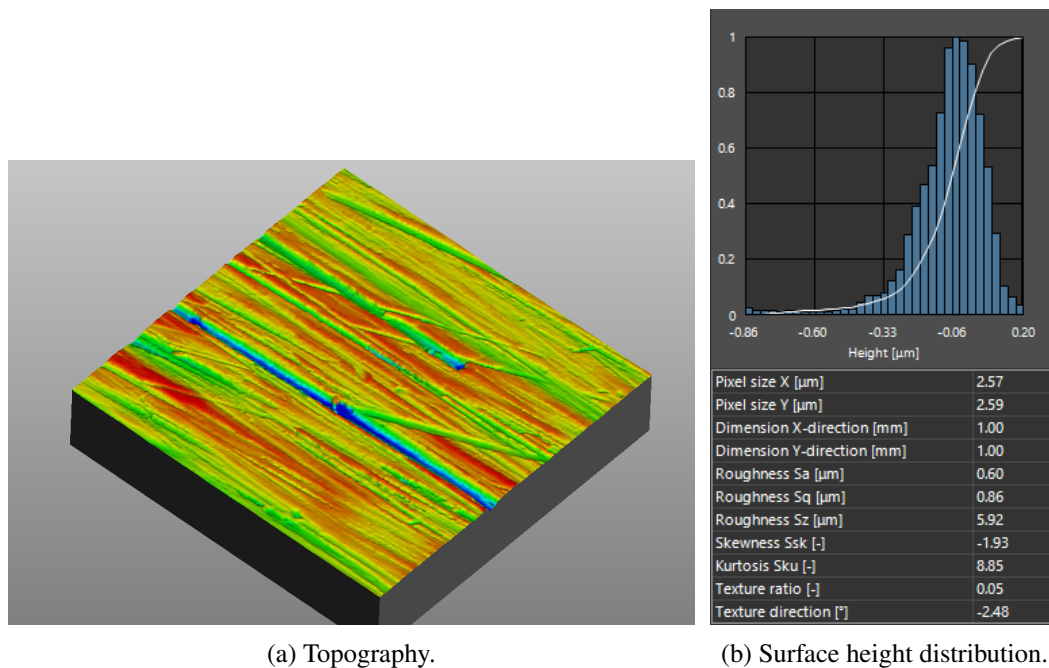 1
0.8
0.6
0.4
0.2
0
-0.86 -0.60 -0.33 -0.06 0.20
Height [µm]
Pixel size X [µm] 2.57
Pixel size Y [µm] 2.59
Dimension X-direction [mm] 1.00
Dimension Y-direction [mm] 1.00
Roughness Sa [µm] 0.60
Roughness Sq [µm] 0.86
Roughness Sz [µm] 5.92
Skewness Ssk [-] -1.93
Kurtosis Sku [-] 8.85
Texture ratio [-] 0.05
Texture direction [°] -2.48
(a) Topography.
(b) Surface height distribution.